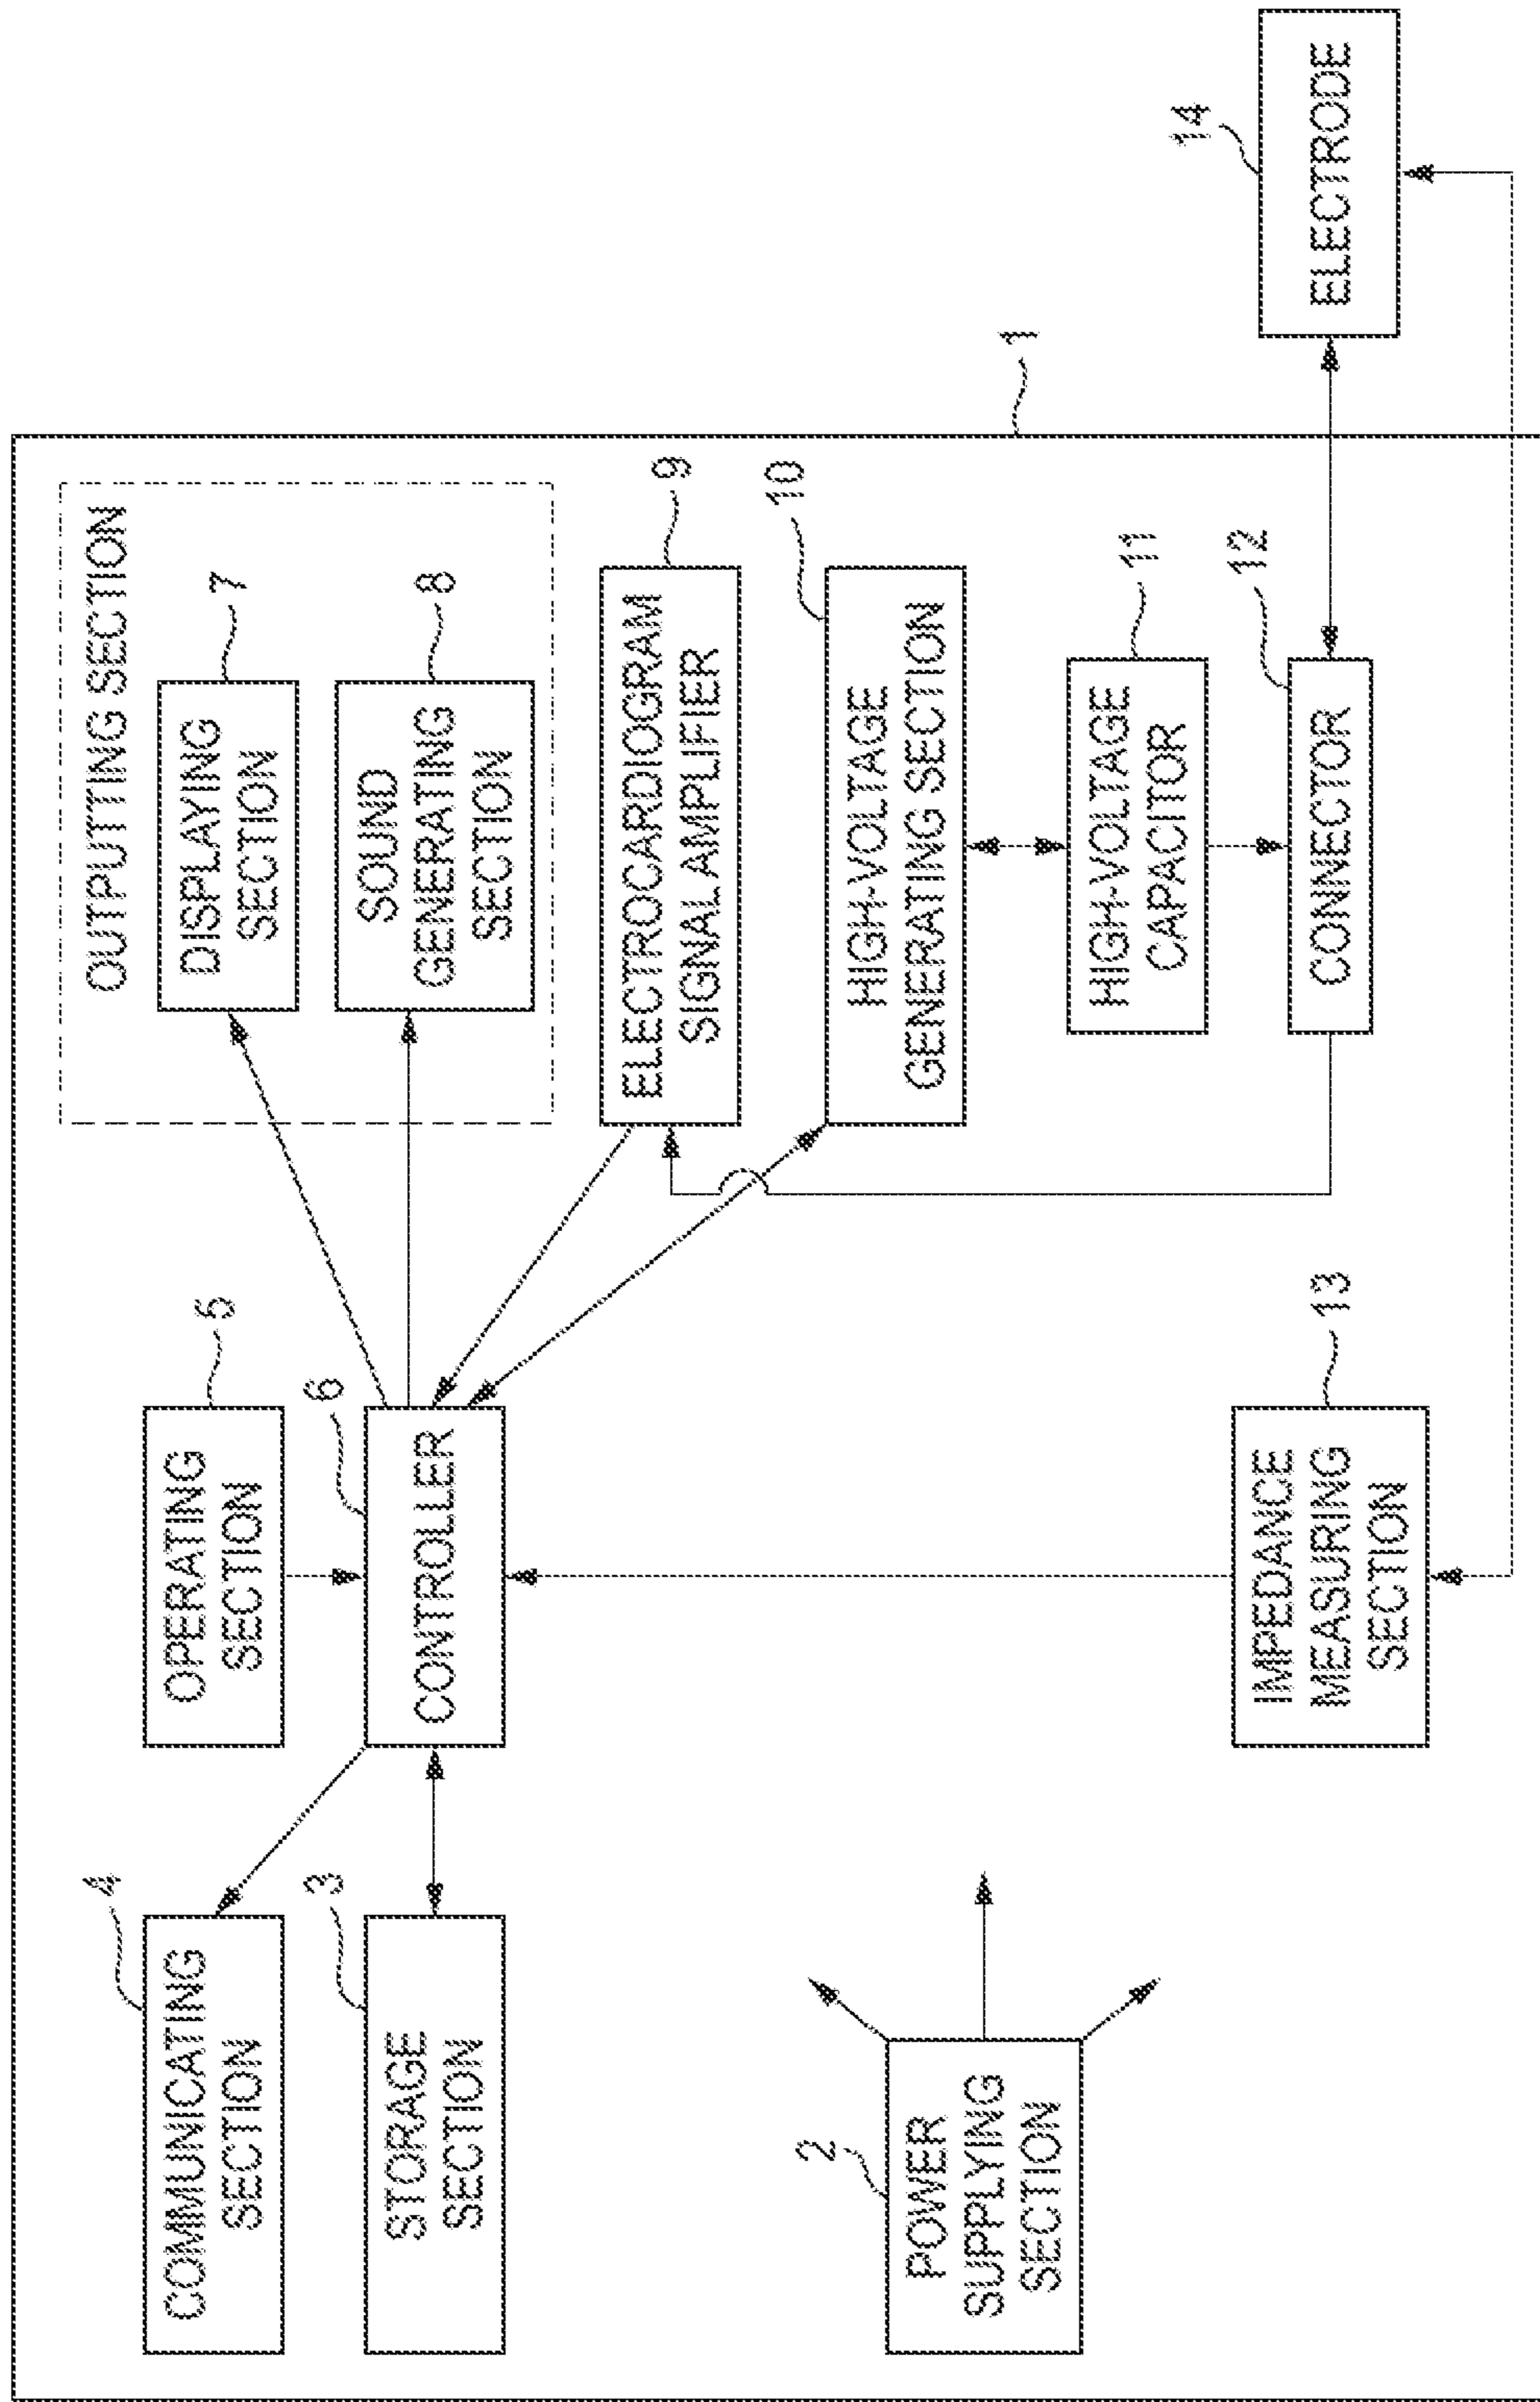 1
COMMUNICATING
SECTION
4
OPERATING
SECTION
5
OUTPUTTING SECTION
DISPLAYING
SECTION
7
STORAGE
SECTION
3
CONTROLLER
6
SOUND
GENERATING
SECTION
8
ELECTROCARDIOGRAM
SIGNAL AMPLIFIER
9
POWER
SUPPLYING
SECTION
2
HIGH-VOLTAGE
GENERATING SECTION
10
HIGH-VOLTAGE
CAPACITOR
11
IMPEDANCE
MEASURING
SECTION
13
CONNECTOR
12
ELECTRODE
14